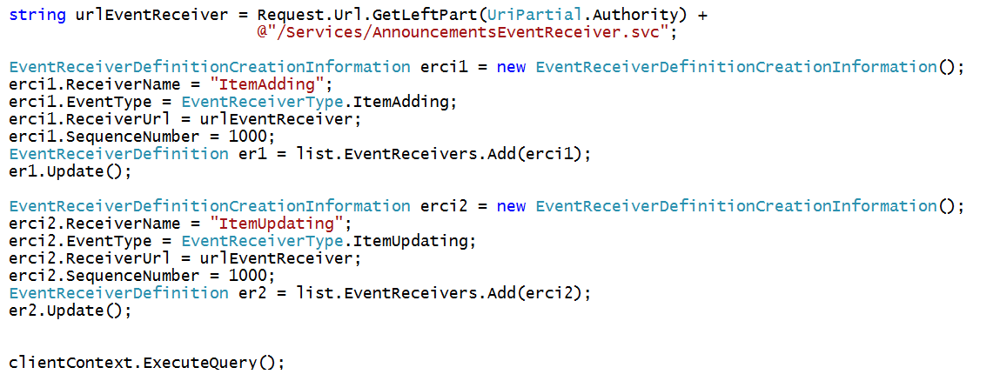 string urlEventReceiver = Request.Url.GetLeftPart(UriPartial.Authority) +
                          @"/Services/AnnouncementsEventReceiver.svc";

EventReceiverDefinitionCreationInformation erci1 = new EventReceiverDefinitionCreationInformation();
erci1.ReceiverName = "ItemAdding";
erci1.EventType = EventReceiverType.ItemAdding;
erci1.ReceiverUrl = urlEventReceiver;
erci1.SequenceNumber = 1000;
EventReceiverDefinition er1 = list.EventReceivers.Add(erci1);
er1.Update();

EventReceiverDefinitionCreationInformation erci2 = new EventReceiverDefinitionCreationInformation();
erci2.ReceiverName = "ItemUpdating";
erci2.EventType = EventReceiverType.ItemUpdating;
erci2.ReceiverUrl = urlEventReceiver;
erci2.SequenceNumber = 1000;
EventReceiverDefinition er2 = list.EventReceivers.Add(erci2);
er2.Update();

clientContext.ExecuteQuery();